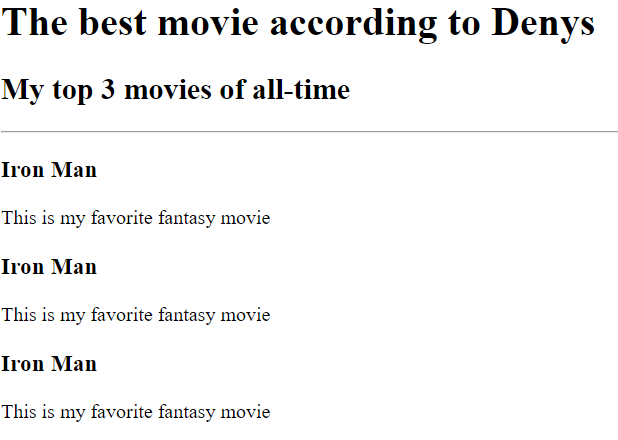 The best movie according to Denys
My top 3 movies of all-time
Iron Man
This is my favorite fantasy movie
Iron Man
This is my favorite fantasy movie
Iron Man
This is my favorite fantasy movie